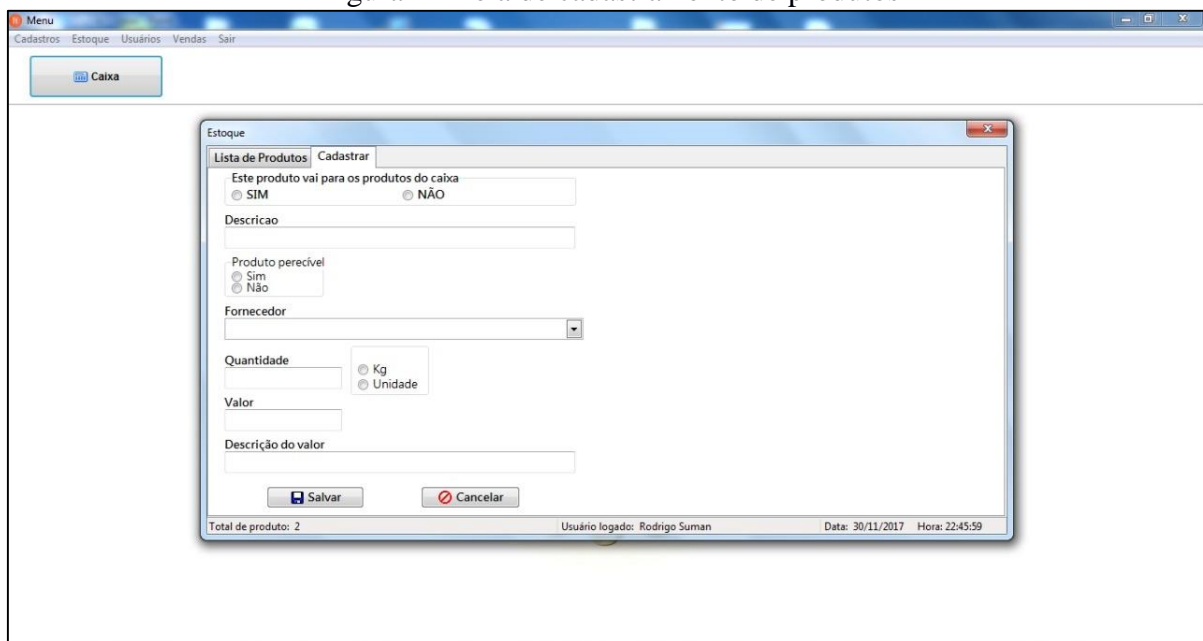 Menu
Cadastros Estoque Usuários Vendas Sair
Caixa
Estoque
Lista de Produtos Cadastrar
Este produto vai para os produtos do caixa
SIM NÃO
Descricao
Produto perecível
Sim
Não
Fornecedor
Quantidade
Kg
Unidade
Valor
Descrição do valor
Salvar Cancelar
Total de produto: 2 Usuário logado: Rodrigo Suman Data: 30/11/2017 Hora: 22:45:59